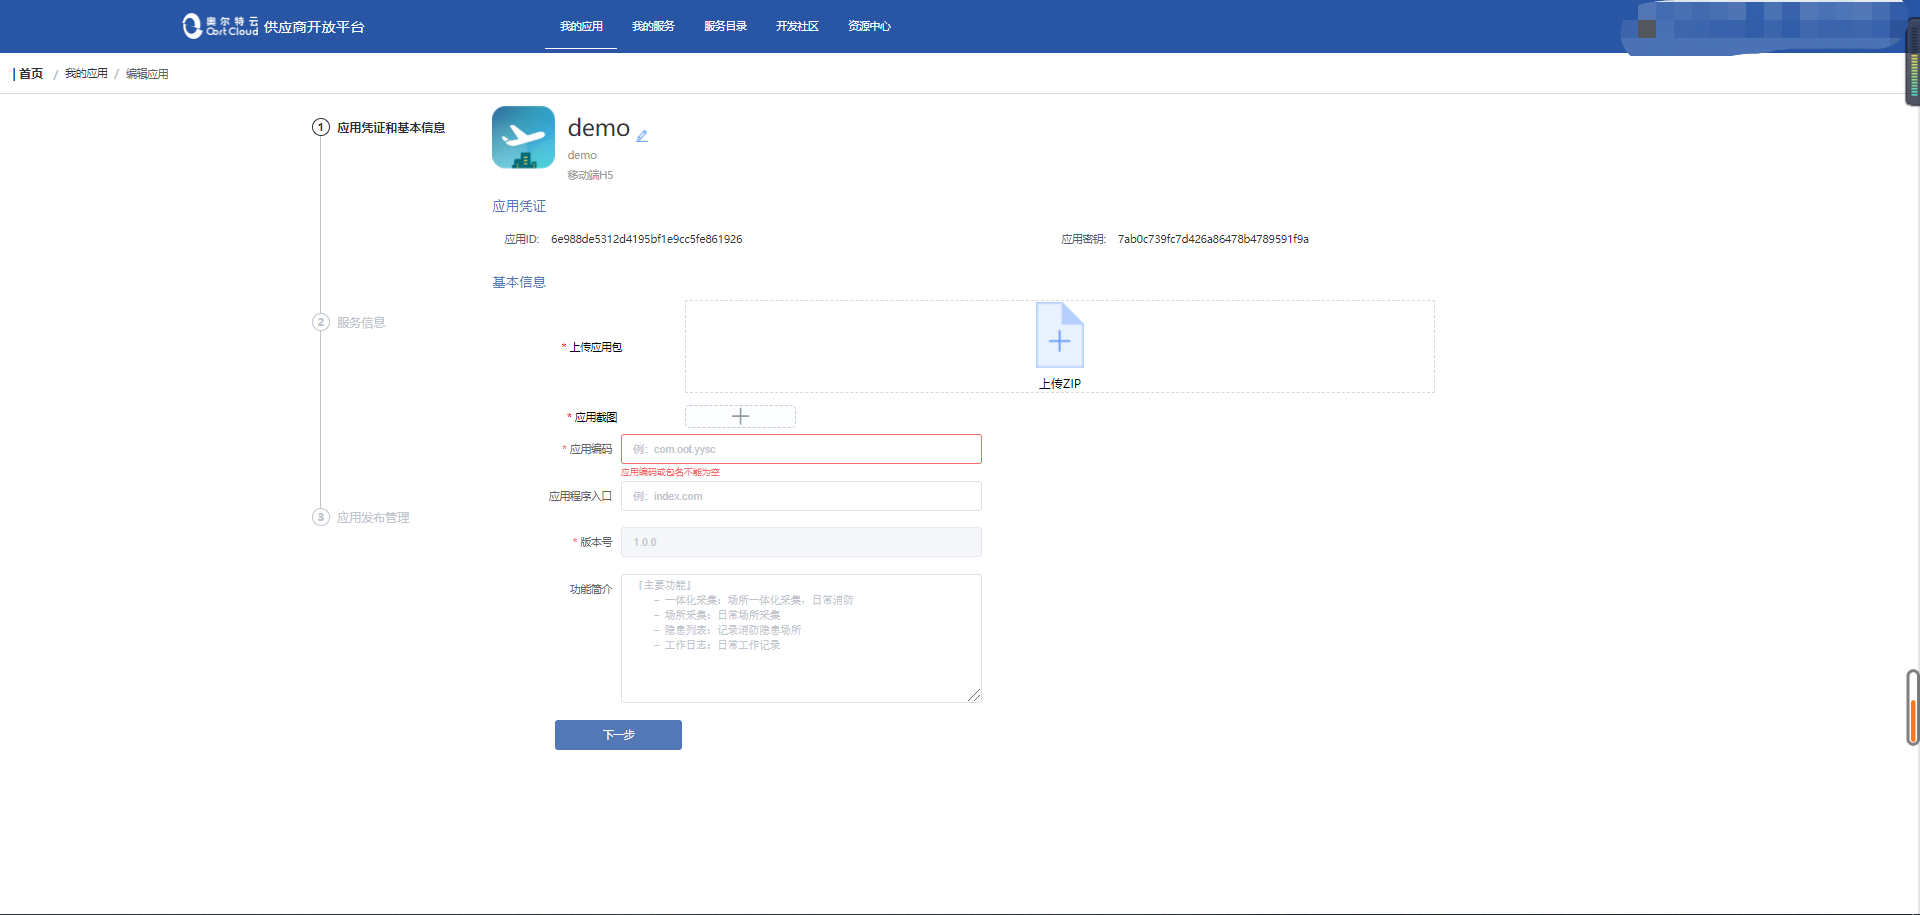 奥尔特云 OortCloud 供应商开放平台 我的应用 我的服务 服务目录 开发社区 资源中心
首页 / 我的应用 / 编辑应用
1 应用凭证和基本信息
2 服务信息
3 应用发布管理
demo
demo
移动端H5
应用凭证
应用ID: 6e988de5312d4195bf1e9cc5fe861926 应用密钥: 7ab0c739fc7d426a86478b4789591f9a
基本信息
* 上传应用包
上传ZIP
* 应用截图
* 应用编码 例：com.oot.yysc
应用编码或包名不能为空
应用程序入口 例：index.com
* 版本号 1.0.0
功能简介 「主要功能」
- 一体化采集：场所一体化采集，日常消防
- 场所采集：日常场所采集
- 隐患列表：记录消防隐患场所
- 工作日志：日常工作记录
下一步